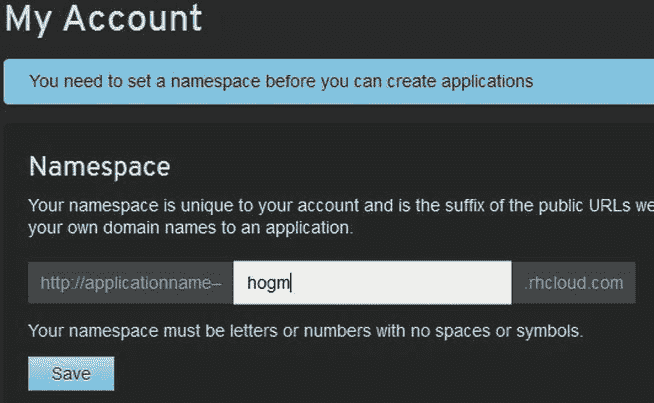 My Account
You need to set a namespace before you can create applications
Namespace
Your namespace is unique to your account and is the suffix of the public URLs we
your own domain names to an application.
http://applicationname– hogm .rhcloud.com
Your namespace must be letters or numbers with no spaces or symbols.
Save